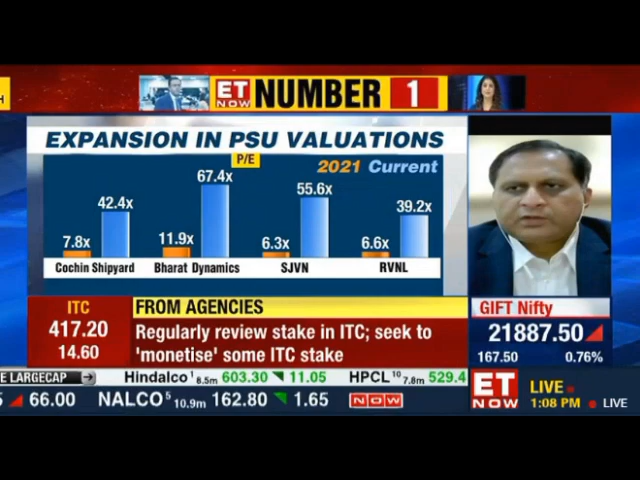 ET NOW NUMBER 1
EXPANSION IN PSU VALUATIONS
P/E
2021 Current
7.8x 42.4x
11.9x 67.4x
6.3x 55.6x
6.6x 39.2x
Cochin Shipyard Bharat Dynamics SJVN RVNL
ITC
417.20
14.60
FROM AGENCIES
Regularly review stake in ITC; seek to
'monetise' some ITC stake
GIFT Nifty
21887.50
167.50 0.76%
E LARGECAP Hindalco 1 6.5m 603.30 11.05 HPCL 10 7.8m 529.4
66.00 NALCO 5 10.9m 162.80 1.65 NOW
ET NOW
LIVE
1:08 PM LIVE